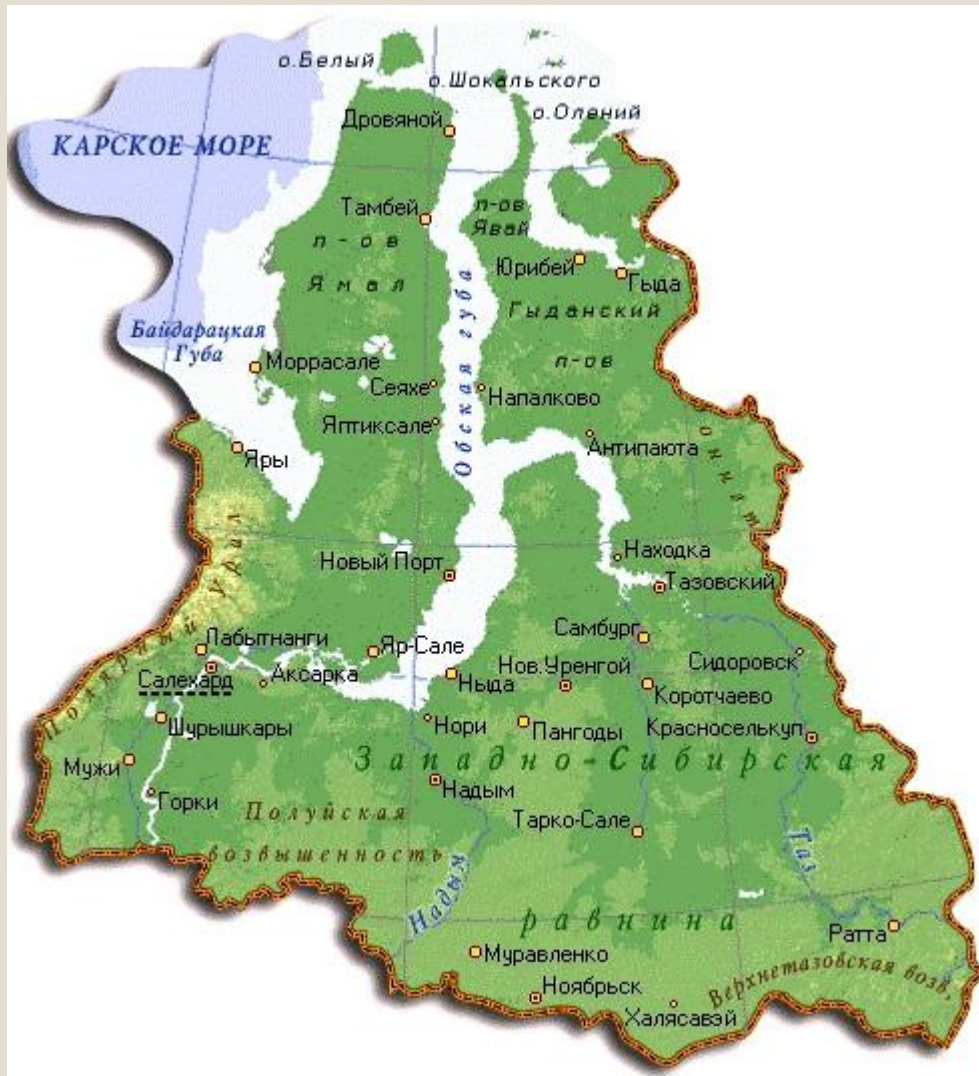 о.Белый
о.Шокальского
о.Олений
Дровяной
КАРСКОЕ МОРЕ
Тамбей
п-ов
Явай
п-ов
Ямал
Юрибей
Гыда
Обская губа
Гыданский
п-ов
Байдарацкая
Губа
Моррасале
Сеяхе
Напалково
Яптиксале
Антипаюта
Яры
Находка
Новый Порт
Тазовский
Полярный Урал
Самбург
Лабытнанги
Яр-Сале
Нов.Уренгой
Сидоровск
Салехард
Аксарка
Ныда
Коротчаево
Шурышкары
Нори
Пангоды
Красноселькуп
Западно-Сибирская
Мужи
Надым
Горки
Полуйская
возвышенность
Тарко-Сале
Таз
Надым
равнина
Ратта
Муравленко
Верхнетазовская возв,
Ноябрьск
Халясавэй